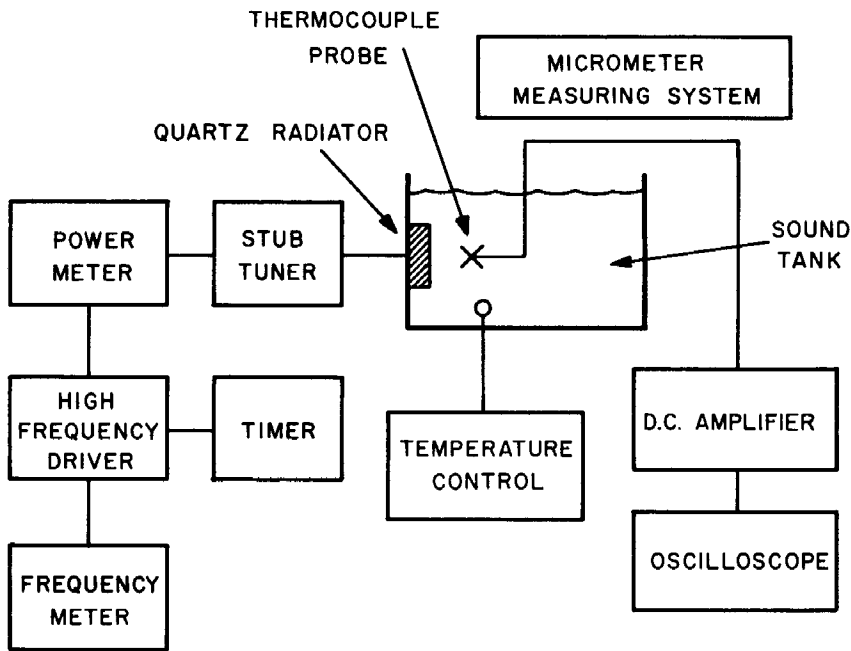 THERMOCOUPLE
PROBE
MICROMETER
MEASURING SYSTEM
QUARTZ RADIATOR
POWER
METER
STUB
TUNER
SOUND
TANK
HIGH
FREQUENCY
DRIVER
TIMER
TEMPERATURE
CONTROL
D.C. AMPLIFIER
FREQUENCY
METER
OSCILLOSCOPE